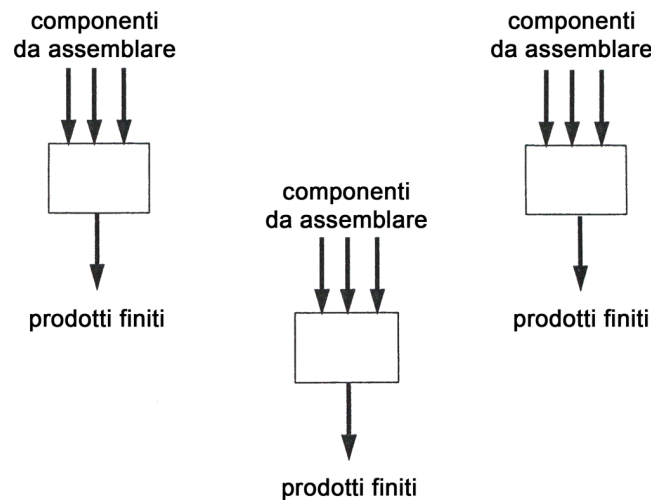 componenti
da assemblare
prodotti finiti
componenti
da assemblare
prodotti finiti
componenti
da assemblare
prodotti finiti